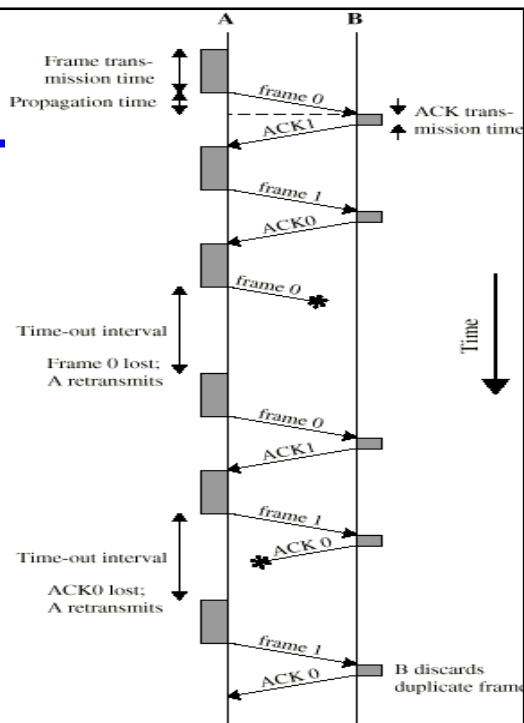 A B
Frame trans-
mission time
Propagation time
frame 0
ACK trans-
mission time
ACK1
frame 1
ACK0
frame 0
Time-out interval
Time
Frame 0 lost;
A retransmits
frame 0
ACK1
frame 1
Time-out interval
ACK 0
ACK0 lost;
A retransmits
frame 1
B discards
duplicate frame
ACK 0